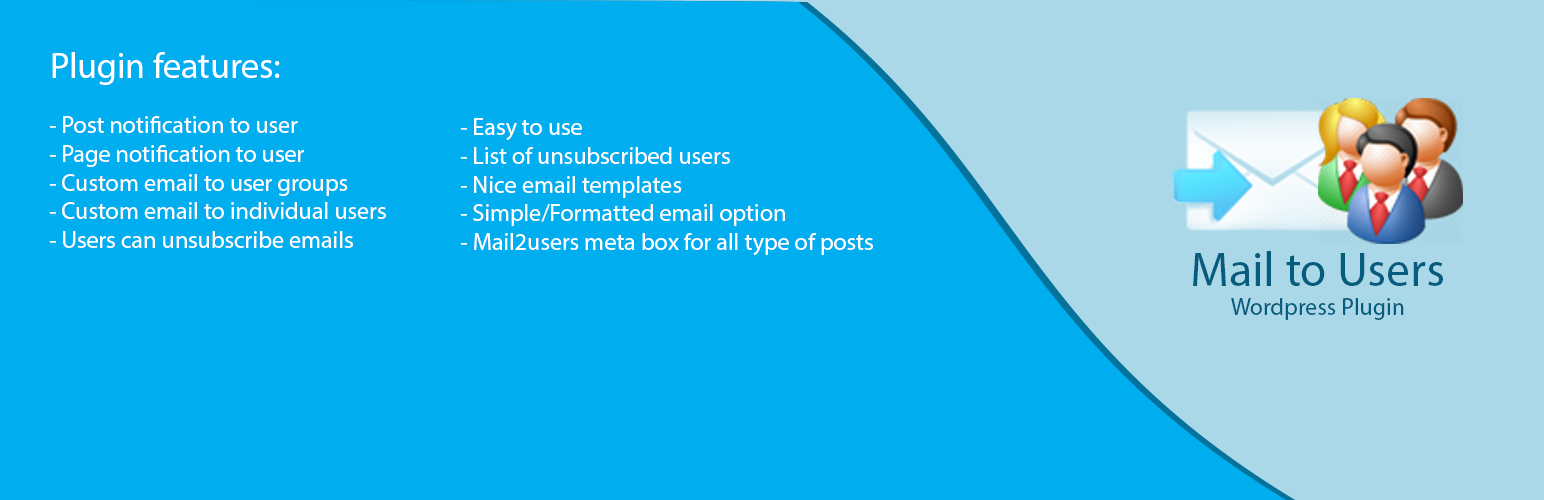 Plugin features:
- Post notification to user
- Page notification to user
- Custom email to user groups
- Custom email to individual users
- Users can unsubscribe emails
- Easy to use
- List of unsubscribed users
- Nice email templates
- Simple/Formatted email option
- Mail2users meta box for all type of posts
Mail to Users
Wordpress Plugin